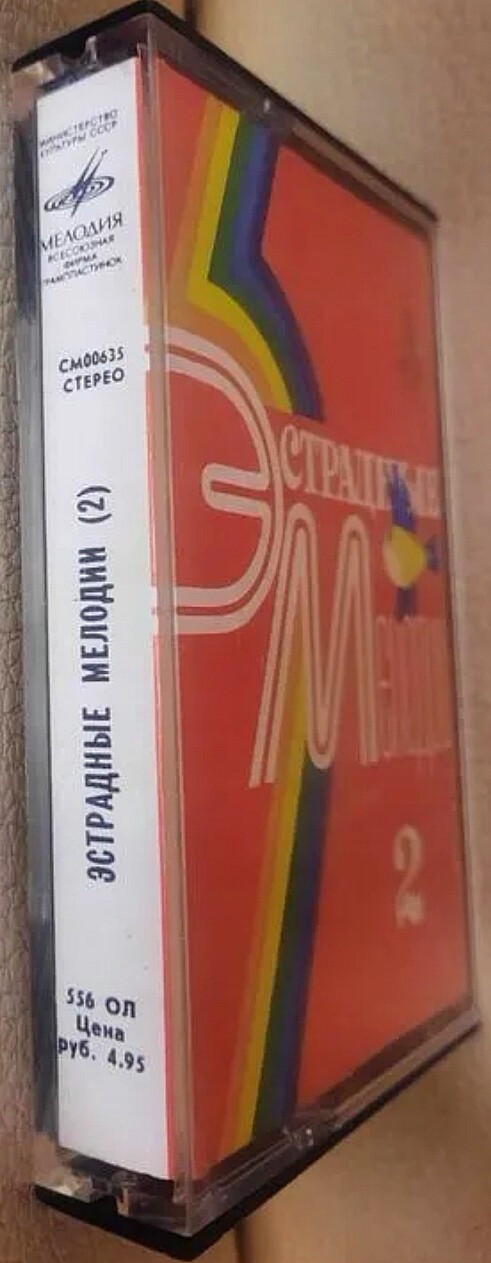 МИНИСТЕРСТВО
КУЛЬТУРЫ СССР
МЕЛОДИЯ
ВСЕСОЮЗНАЯ
ФИРМА
ГРАМПЛАСТИНОК
СМ00635
СТЕРЕО
ЭСТРАДНЫЕ МЕЛОДИИ (2)
556 ОЛ
Цена
руб. 4.95
ЭСТРАДНЫЕ
МЕЛОДИИ
2